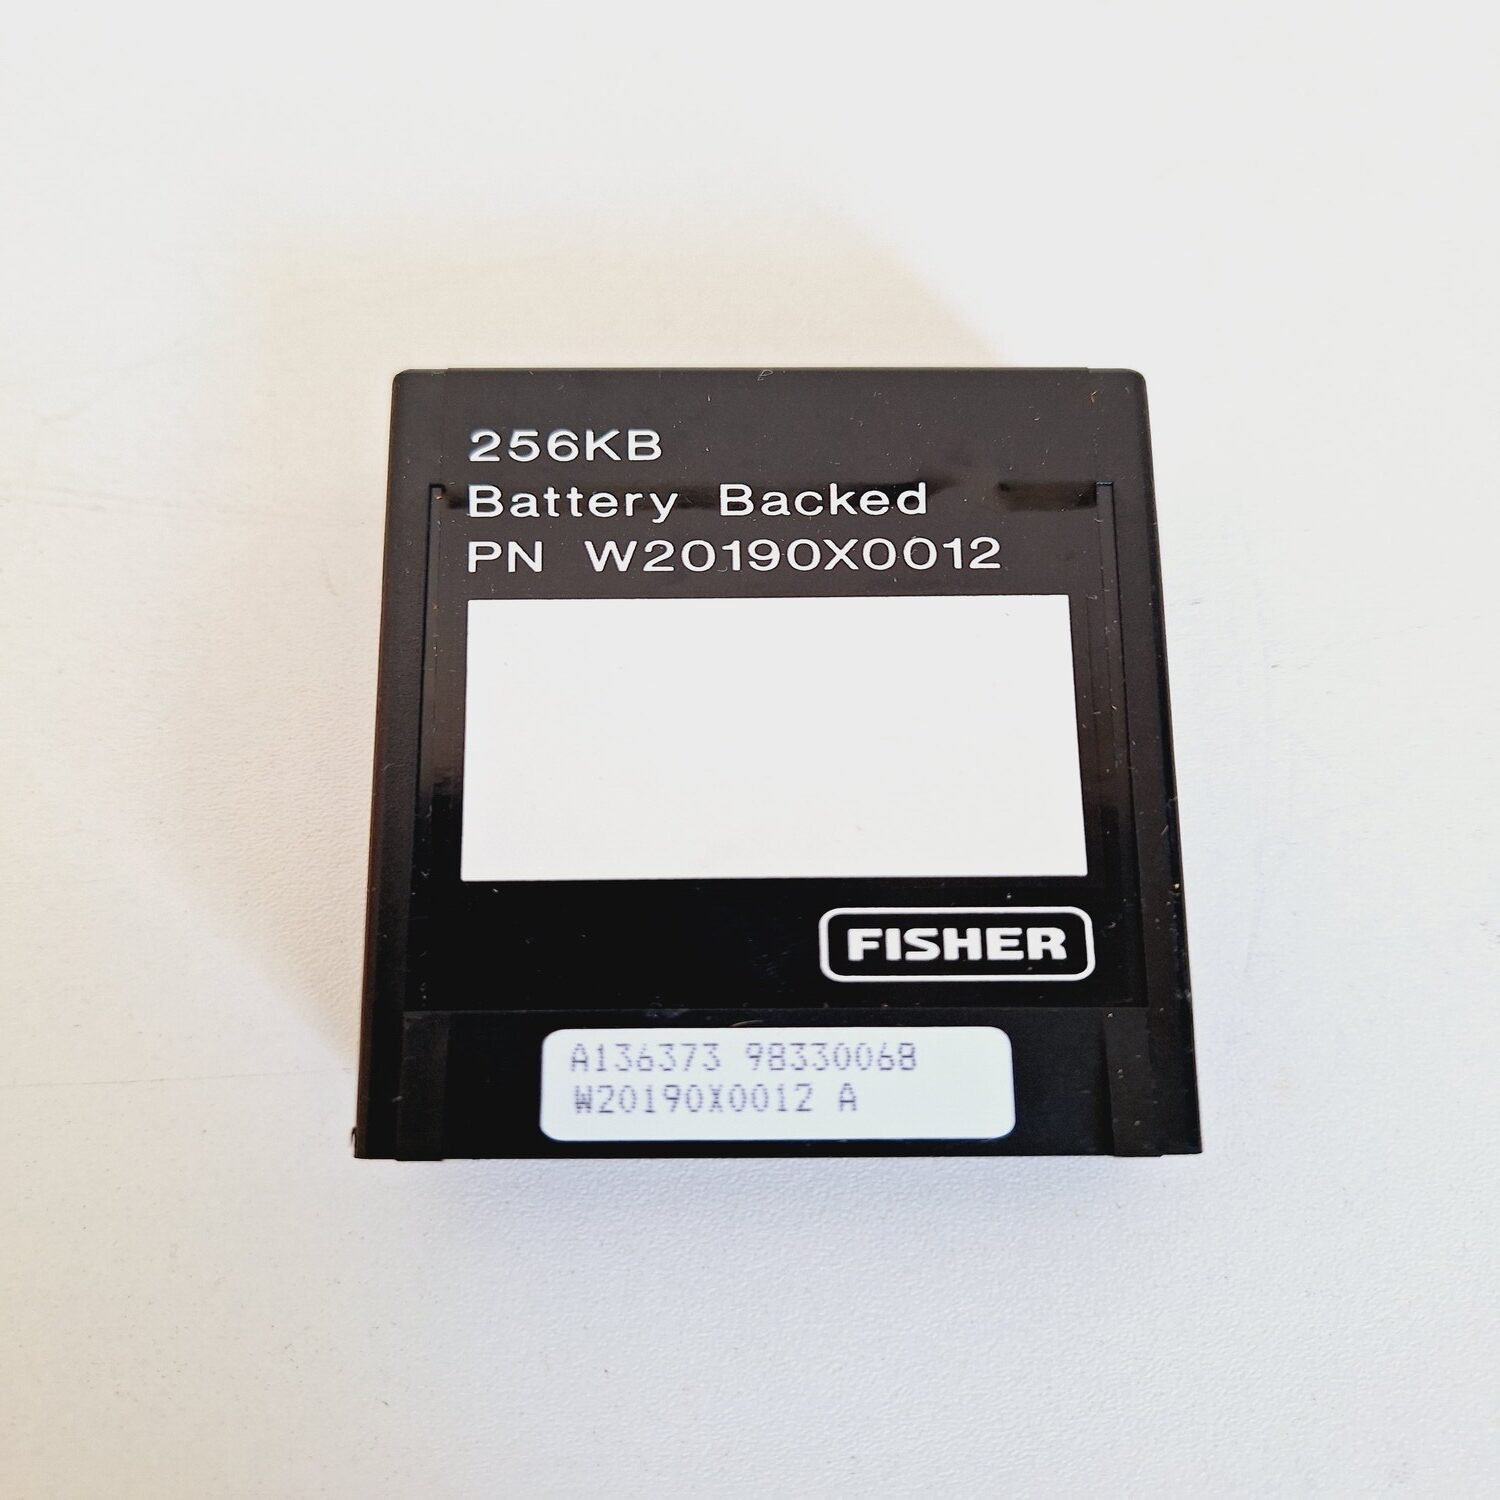 256KB
Battery Backed
PN W20190X0012
FISHER
A136373 98330068
W20190X0012 A